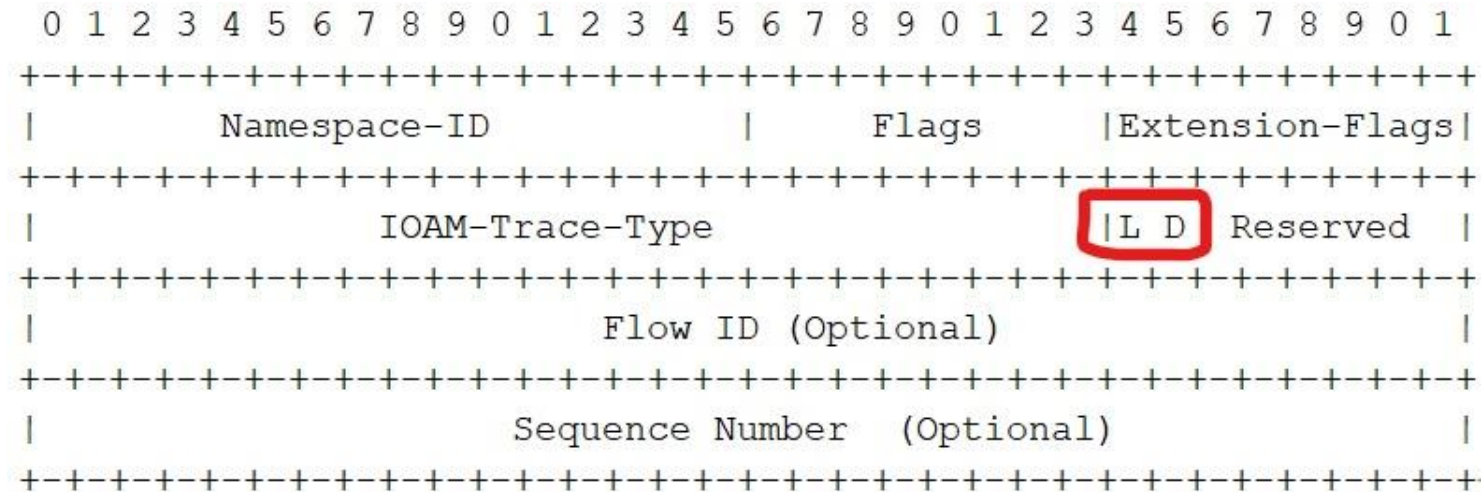 0 1 2 3 4 5 6 7 8 9 0 1 2 3 4 5 6 7 8 9 0 1 2 3 4 5 6 7 8 9 0 1
+-+-+-+-+-+-+-+-+-+-+-+-+-+-+-+-+-+-+-+-+-+-+-+-+-+-+-+-+-+-+-+-+
| Namespace-ID | Flags |Extension-Flags|
+-+-+-+-+-+-+-+-+-+-+-+-+-+-+-+-+-+-+-+-+-+-+-+-+-+-+-+-+-+-+-+-+
| IOAM-Trace-Type |L D Reserved |
+-+-+-+-+-+-+-+-+-+-+-+-+-+-+-+-+-+-+-+-+-+-+-+-+-+-+-+-+-+-+-+-+
| Flow ID (Optional) |
+-+-+-+-+-+-+-+-+-+-+-+-+-+-+-+-+-+-+-+-+-+-+-+-+-+-+-+-+-+-+-+-+
| Sequence Number (Optional) |
+-+-+-+-+-+-+-+-+-+-+-+-+-+-+-+-+-+-+-+-+-+-+-+-+-+-+-+-+-+-+-+-+